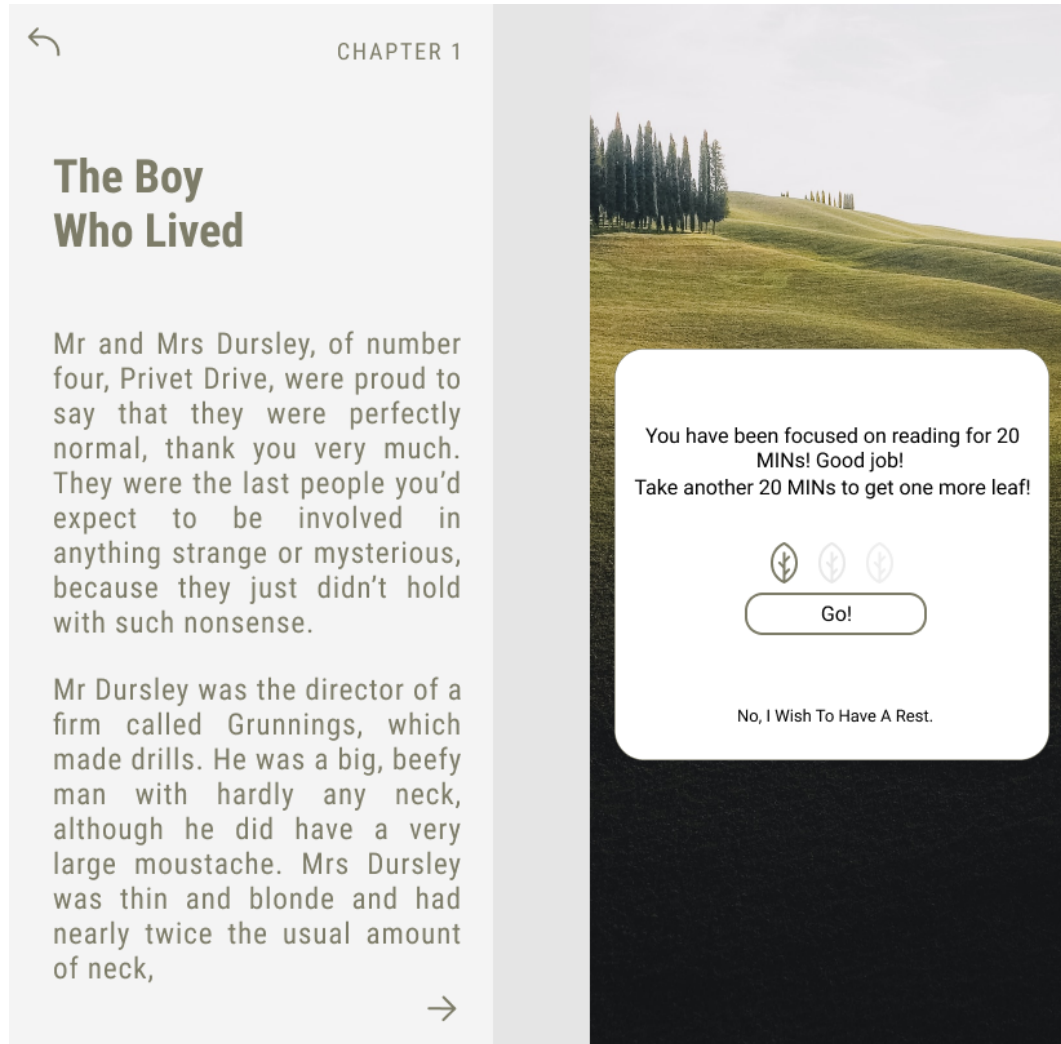 CHAPTER 1
The Boy
Who Lived
Mr and Mrs Dursley, of number
four, Privet Drive, were proud to
say that they were perfectly
normal, thank you very much.
They were the last people you’d
expect to be involved in
anything strange or mysterious,
because they just didn’t hold
with such nonsense.
Mr Dursley was the director of a
firm called Grunnings, which
made drills. He was a big, beefy
man with hardly any neck,
although he did have a very
large moustache. Mrs Dursley
was thin and blonde and had
nearly twice the usual amount
of neck,
You have been focused on reading for 20
MINs! Good job!
Take another 20 MINs to get one more leaf!
Go!
No, I Wish To Have A Rest.